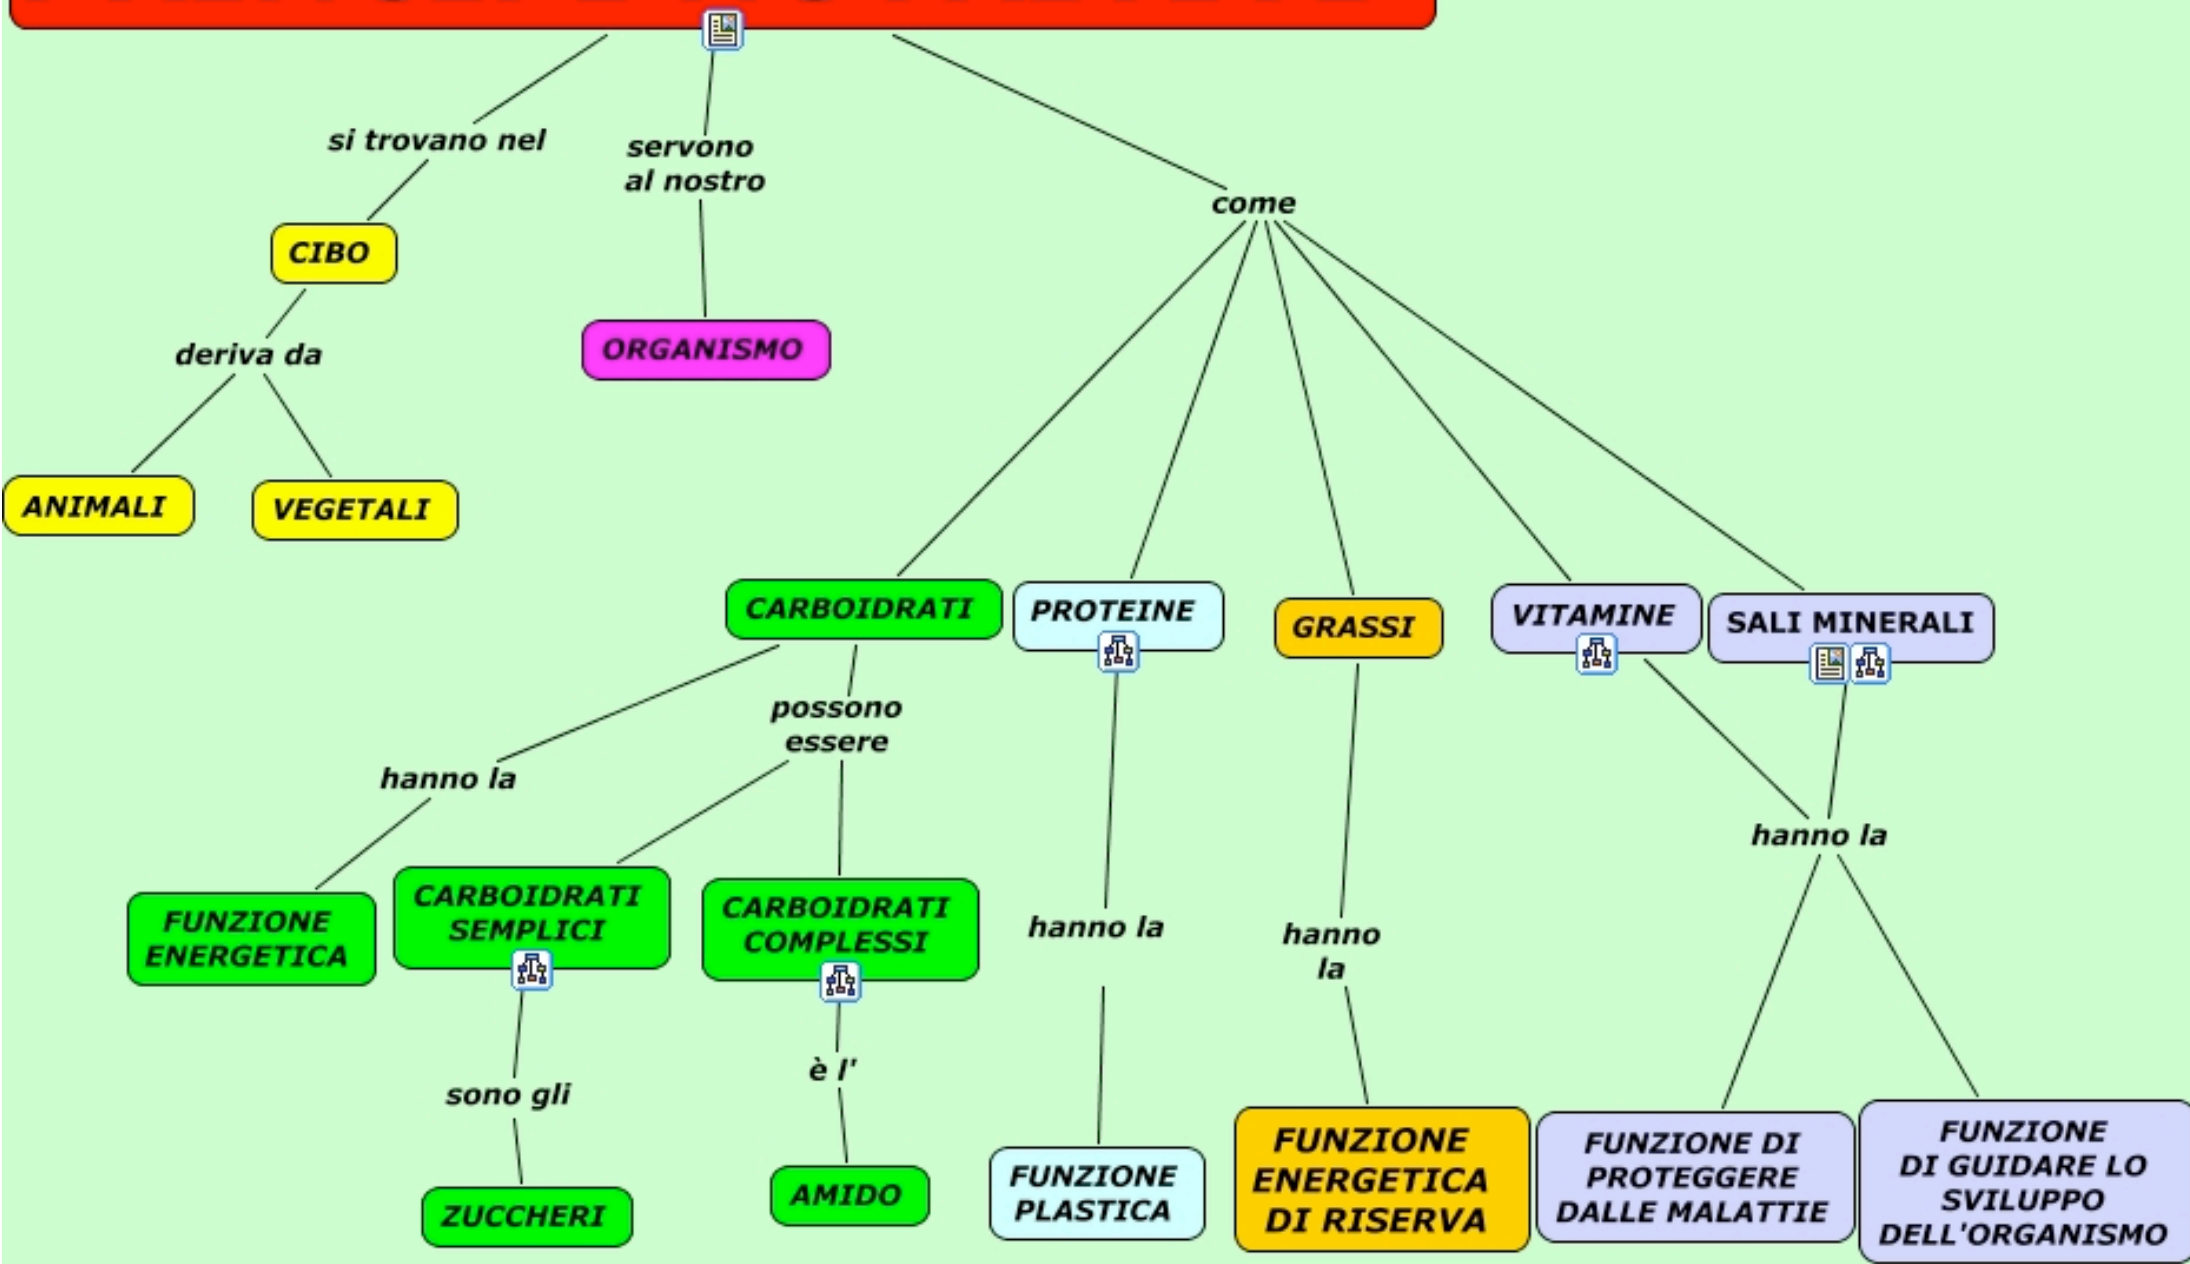 si trovano nel
servono
al nostro
come
CIBO
ORGANISMO
deriva da
ANIMALI
VEGETALI
CARBOIDRATI
PROTEINE
GRASSI
VITAMINE
SALI MINERALI
possono
essere
hanno la
hanno la
FUNZIONE
ENERGETICA
CARBOIDRATI
SEMPLICI
CARBOIDRATI
COMPLESSI
hanno la
hanno
la
sono gli
è l'
ZUCCHERI
AMIDO
FUNZIONE
PLASTICA
FUNZIONE
ENERGETICA
DI RISERVA
FUNZIONE DI
PROTEGGERE
DALLE MALATTIE
FUNZIONE
DI GUIDARE LO
SVILUPPO
DELL'ORGANISMO